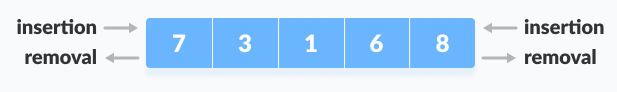 insertion 7 3 1 6 8 insertion
removal removal